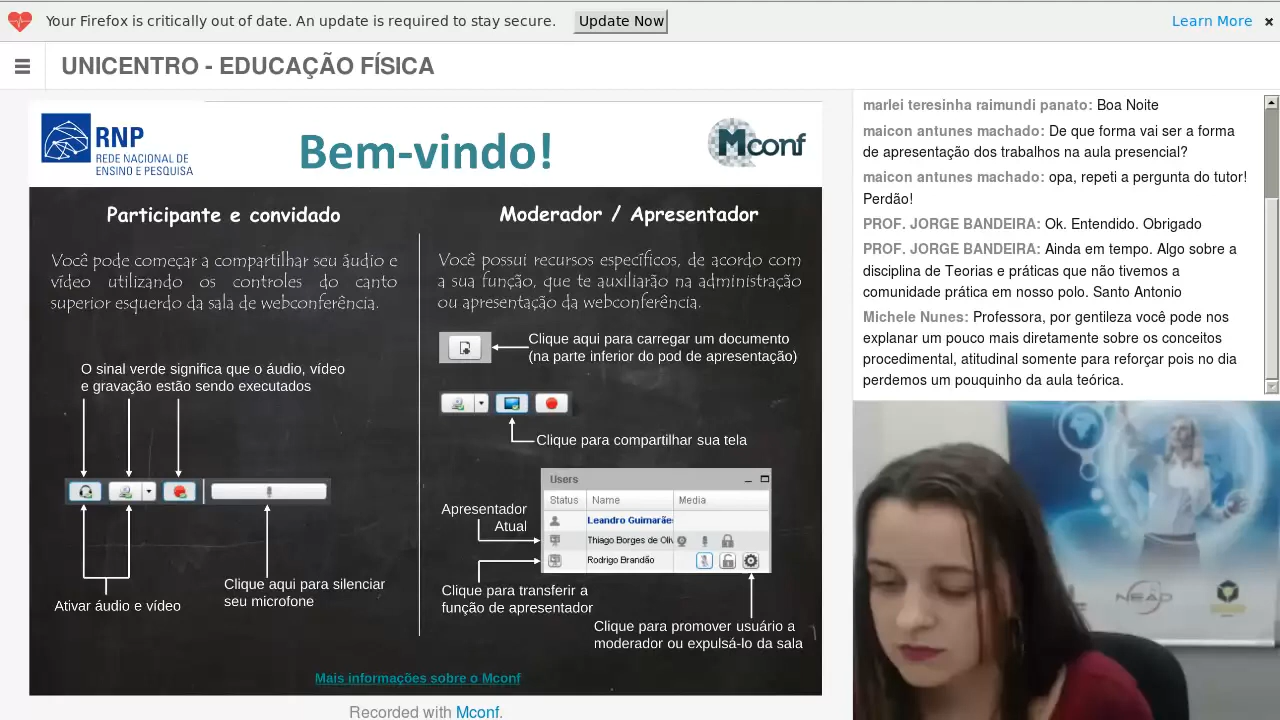 Your Firefox is critically out of date. An update is required to stay secure.
Update Now
Learn More
UNICENTRO - EDUCAÇÃO FÍSICA
RNP
REDE NACIONAL DE
ENSINO E PESQUISA
Bem-vindo!
Mconf
Participante e convidado
Você pode começar a compartilhar seu áudio e
vídeo utilizando os controles do canto
superior esquerdo da sala de webconferência.
O sinal verde significa que o áudio, vídeo
e gravação estão sendo executados
Ativar áudio e vídeo
Clique aqui para silenciar
seu microfone
Moderador / Apresentador
Você possui recursos específicos, de acordo com
a sua função, que te auxiliarão na administração
ou apresentação da webconferência.
Clique aqui para carregar um documento
(na parte inferior do pod de apresentação)
Clique para compartilhar sua tela
Apresentador
Atual
Users
Status Name Media
Leandro Guimarães
Thiago Borges de Oliv
Rodrigo Brandão
Clique para transferir a
função de apresentador
Clique para promover usuário a
moderador ou expulsá-lo da sala
Mais informações sobre o Mconf
Recorded with Mconf.
marlei teresinha raimundi panato: Boa Noite
maicon antunes machado: De que forma vai ser a forma
de apresentação dos trabalhos na aula presencial?
maicon antunes machado: opa, repeti a pergunta do tutor!
Perdão!
PROF. JORGE BANDEIRA: Ok. Entendido. Obrigado
PROF. JORGE BANDEIRA: Ainda em tempo. Algo sobre a
disciplina de Teorias e práticas que não tivemos a
comunidade prática em nosso polo. Santo Antonio
Michele Nunes: Professora, por gentileza você pode nos
explanar um pouco mais diretamente sobre os conceitos
procedimental, atitudinal somente para reforçar pois no dia
perdemos um pouquinho da aula teórica.
NEAD